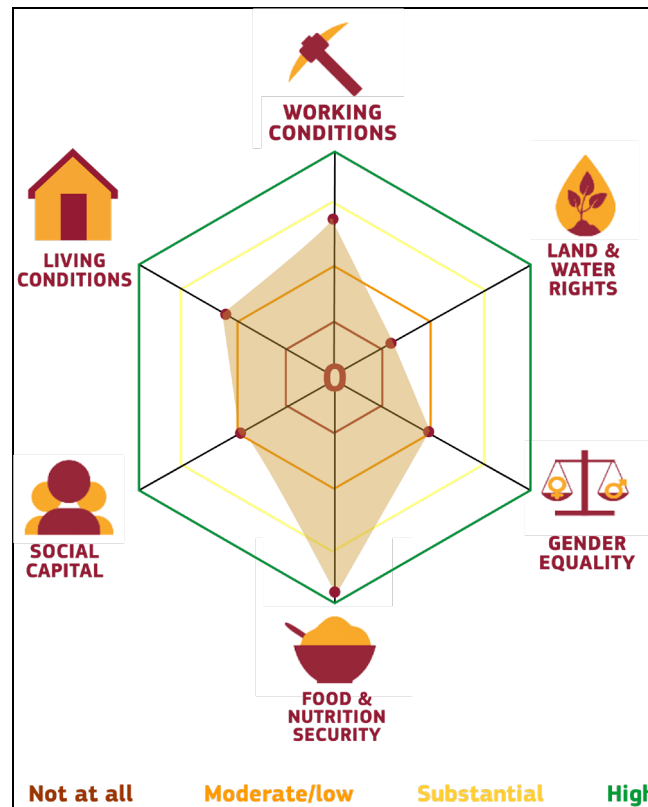 WORKING
CONDITIONS
LIVING
CONDITIONS
LAND &
WATER
RIGHTS
0
SOCIAL
CAPITAL
GENDER
EQUALITY
FOOD &
NUTRITION
SECURITY
Not at all Moderate/low Substantial High